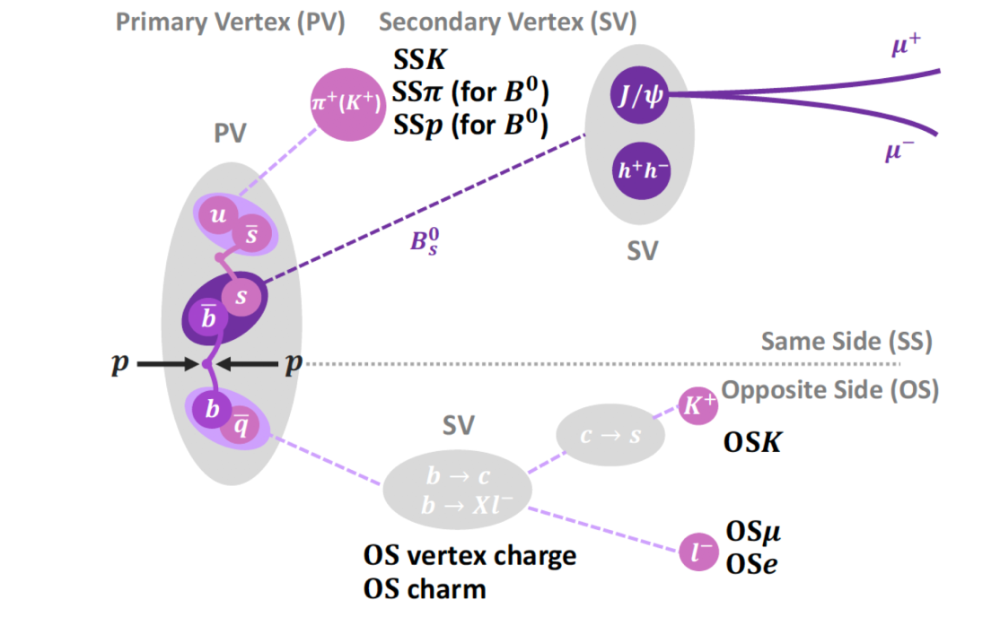 Primary Vertex (PV)
Secondary Vertex (SV)
SSK
SSπ (for B⁰)
SSp (for B⁰)
π⁺(K⁺)
J/ψ
μ⁺
μ⁻
h⁺h⁻
SV
PV
u
s̄
s
b̄
B⁰ₛ
p
p
Same Side (SS)
Opposite Side (OS)
b
q̄
SV
b → c
b → Xl⁻
c → s
K⁺
OSK
l⁻
OSμ
OSe
OS vertex charge
OS charm